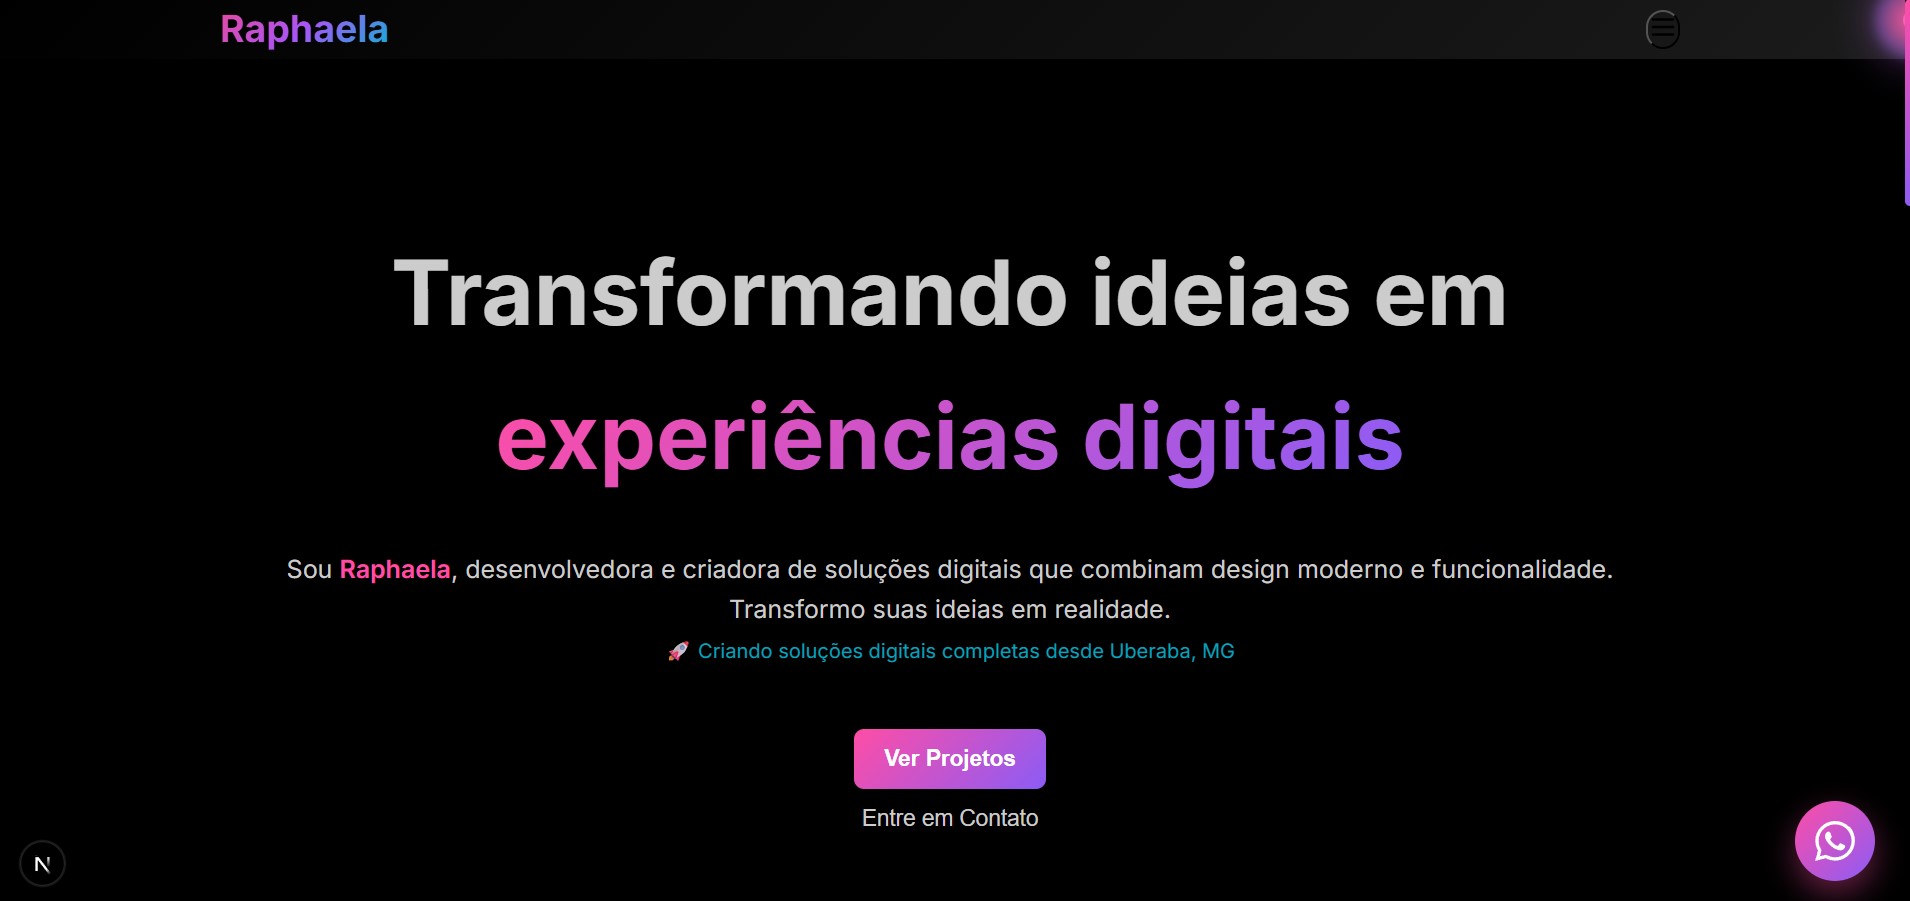 Raphaela
Transformando ideias em
experiências digitais
Sou Raphaela, desenvolvedora e criadora de soluções digitais que combinam design moderno e funcionalidade.
Transformo suas ideias em realidade.
🚀 Criando soluções digitais completas desde Uberaba, MG
Ver Projetos
Entre em Contato
N